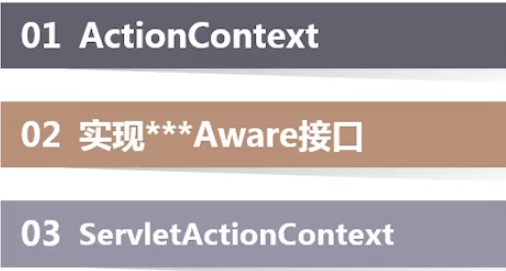 01 ActionContext
02 实现***Aware接口
03 ServletActionContext